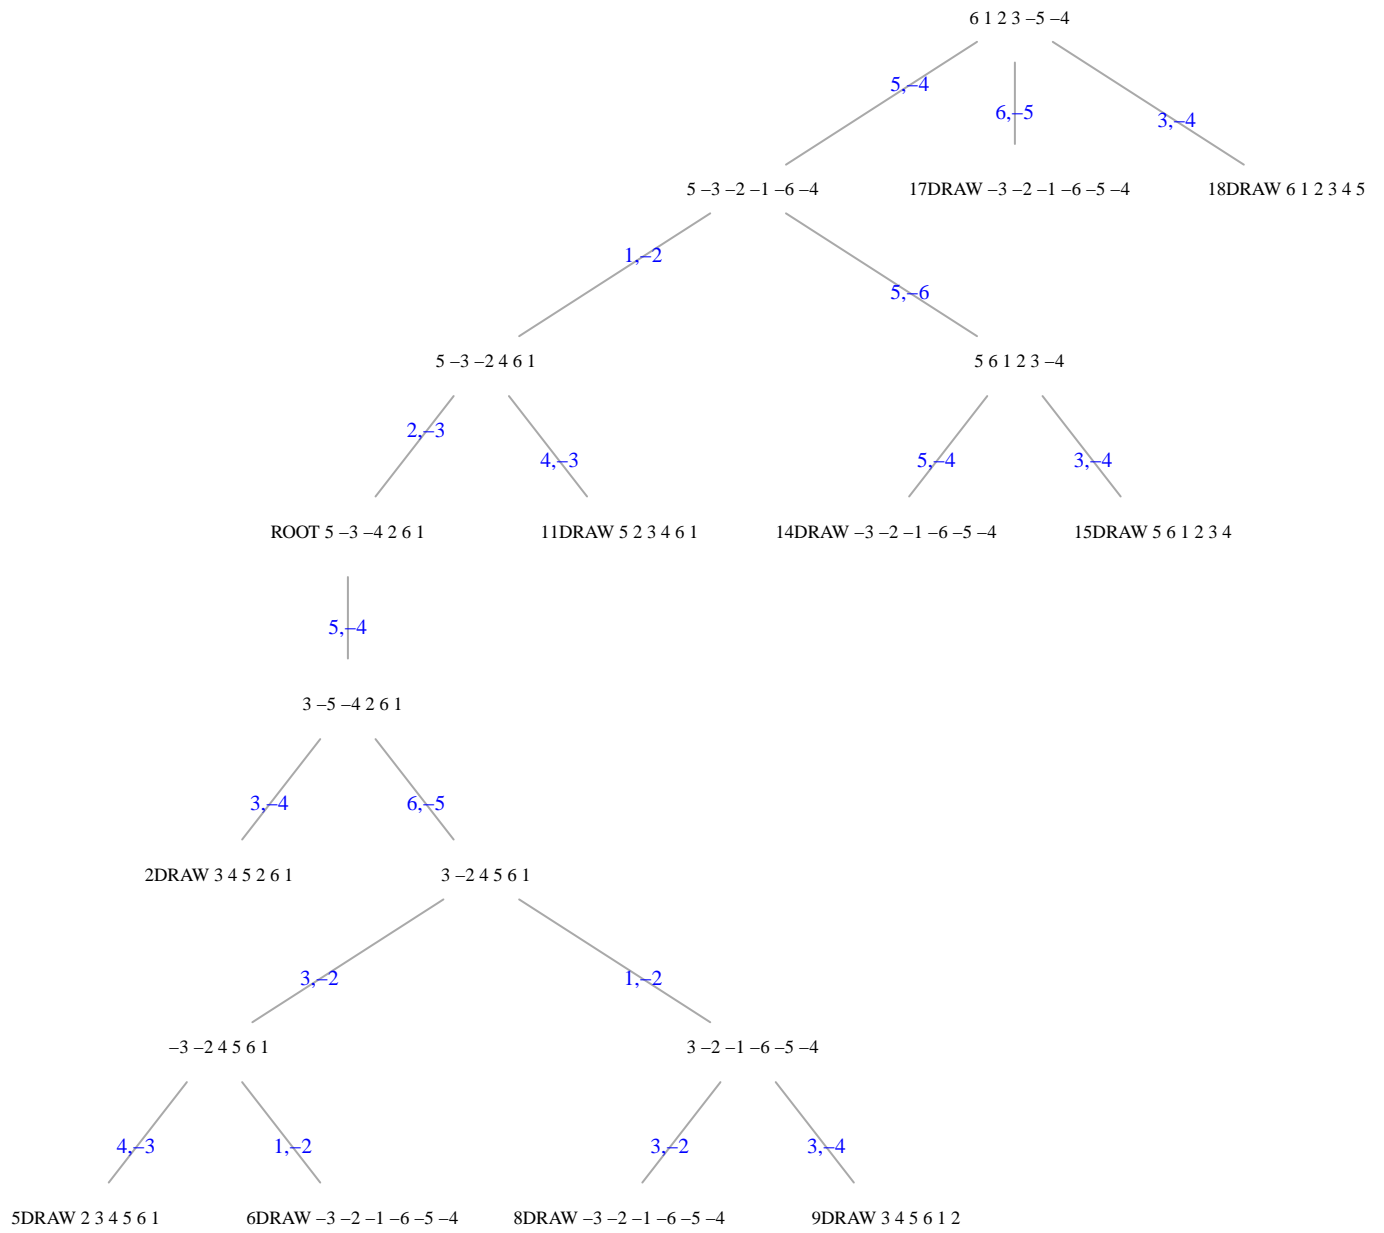 6 1 2 3 –5 –4
5,–4
6,–5
3,–4
5 –3 –2 –1 –6 –4
17DRAW –3 –2 –1 –6 –5 –4
18DRAW 6 1 2 3 4 5
1,–2
5,–6
5 –3 –2 4 6 1
5 6 1 2 3 –4
2,–3
4,–3
5,–4
3,–4
ROOT 5 –3 –4 2 6 1
11DRAW 5 2 3 4 6 1
14DRAW –3 –2 –1 –6 –5 –4
15DRAW 5 6 1 2 3 4
5,–4
3 –5 –4 2 6 1
3,–4
6,–5
2DRAW 3 4 5 2 6 1
3 –2 4 5 6 1
3,–2
1,–2
–3 –2 4 5 6 1
3 –2 –1 –6 –5 –4
4,–3
1,–2
3,–2
3,–4
5DRAW 2 3 4 5 6 1
6DRAW –3 –2 –1 –6 –5 –4
8DRAW –3 –2 –1 –6 –5 –4
9DRAW 3 4 5 6 1 2